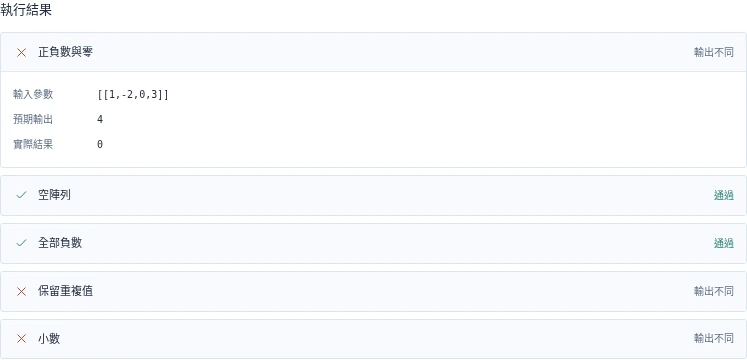 執行結果
正負數與零 輸出不同
輸入參數 [[1,-2,0,3]]
預期輸出 4
實際結果 0
空陣列 通過
全部負數 通過
保留重複值 輸出不同
小數 輸出不同